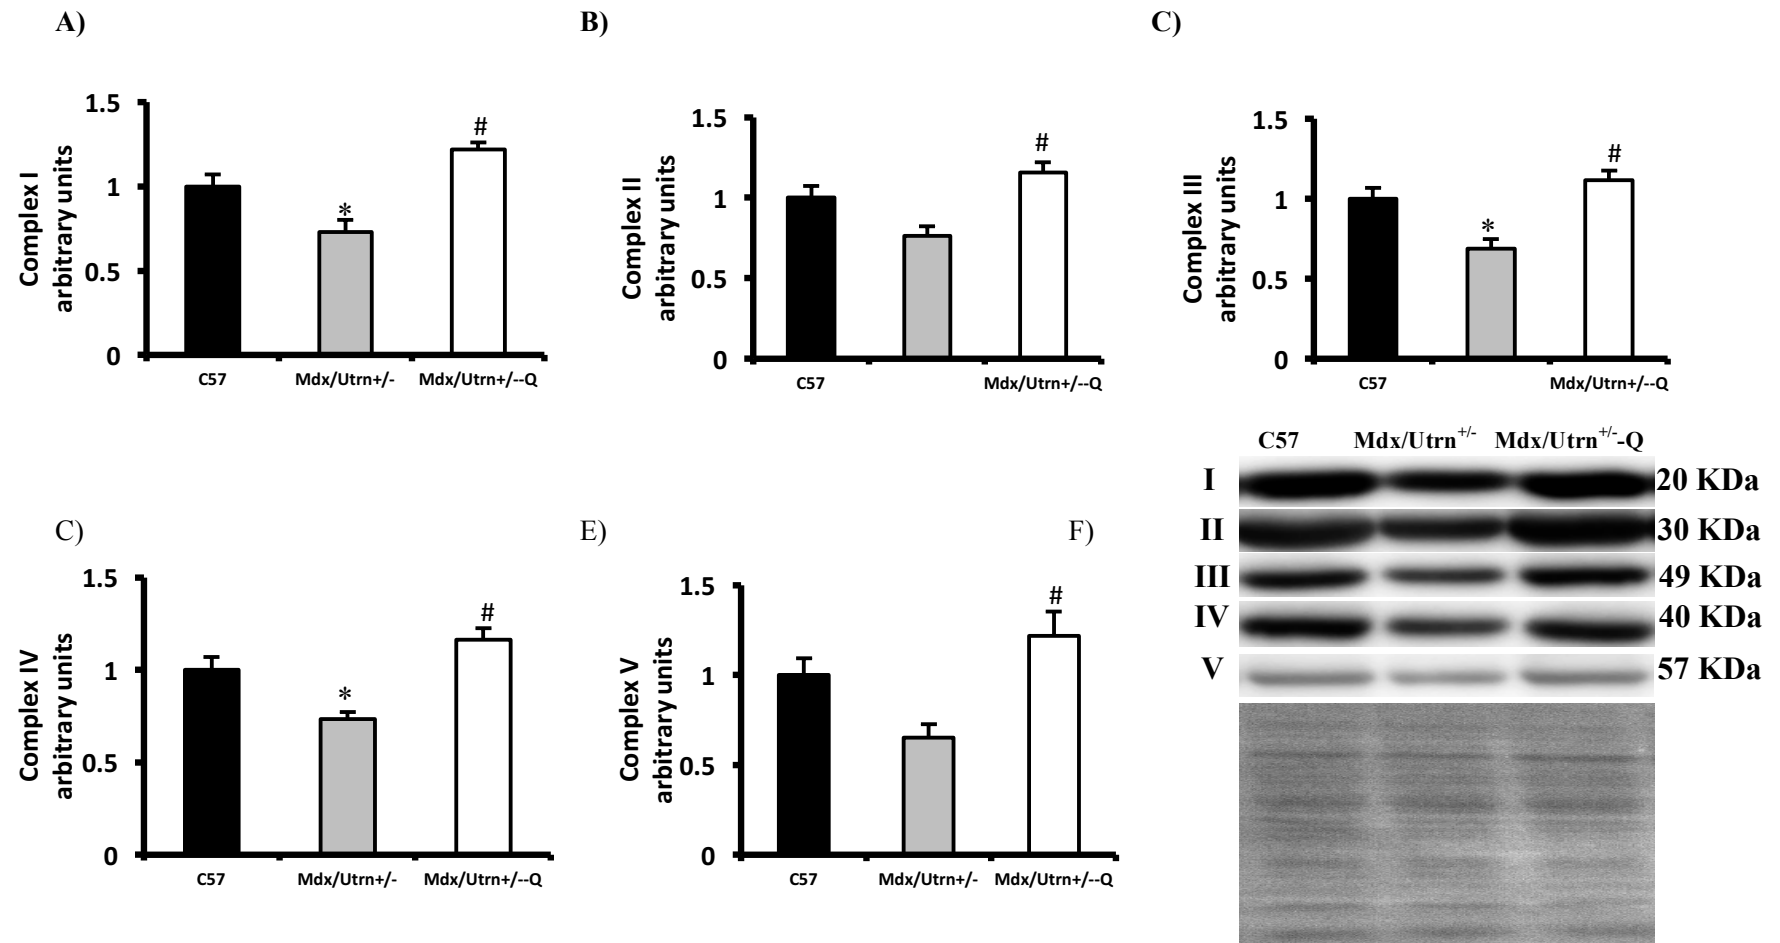 A)
B)
C)
1.5
1
0.5
0
Complex I
arbitrary units
*
#
C57
Mdx/Utrn+/-
Mdx/Utrn+/--Q
1.5
1
0.5
0
Complex II
arbitrary units
#
C57
Mdx/Utrn+/--Q
1.5
1
0.5
0
Complex III
arbitrary units
*
#
C57
Mdx/Utrn+/--Q
C)
E)
F)
1.5
1
0.5
0
Complex IV
arbitrary units
*
#
C57
Mdx/Utrn+/-
Mdx/Utrn+/--Q
1.5
1
0.5
0
Complex V
arbitrary units
#
C57
Mdx/Utrn+/-
Mdx/Utrn+/--Q
C57 Mdx/Utrn+/- Mdx/Utrn+/--Q
I 20 KDa
II 30 KDa
III 49 KDa
IV 40 KDa
V 57 KDa